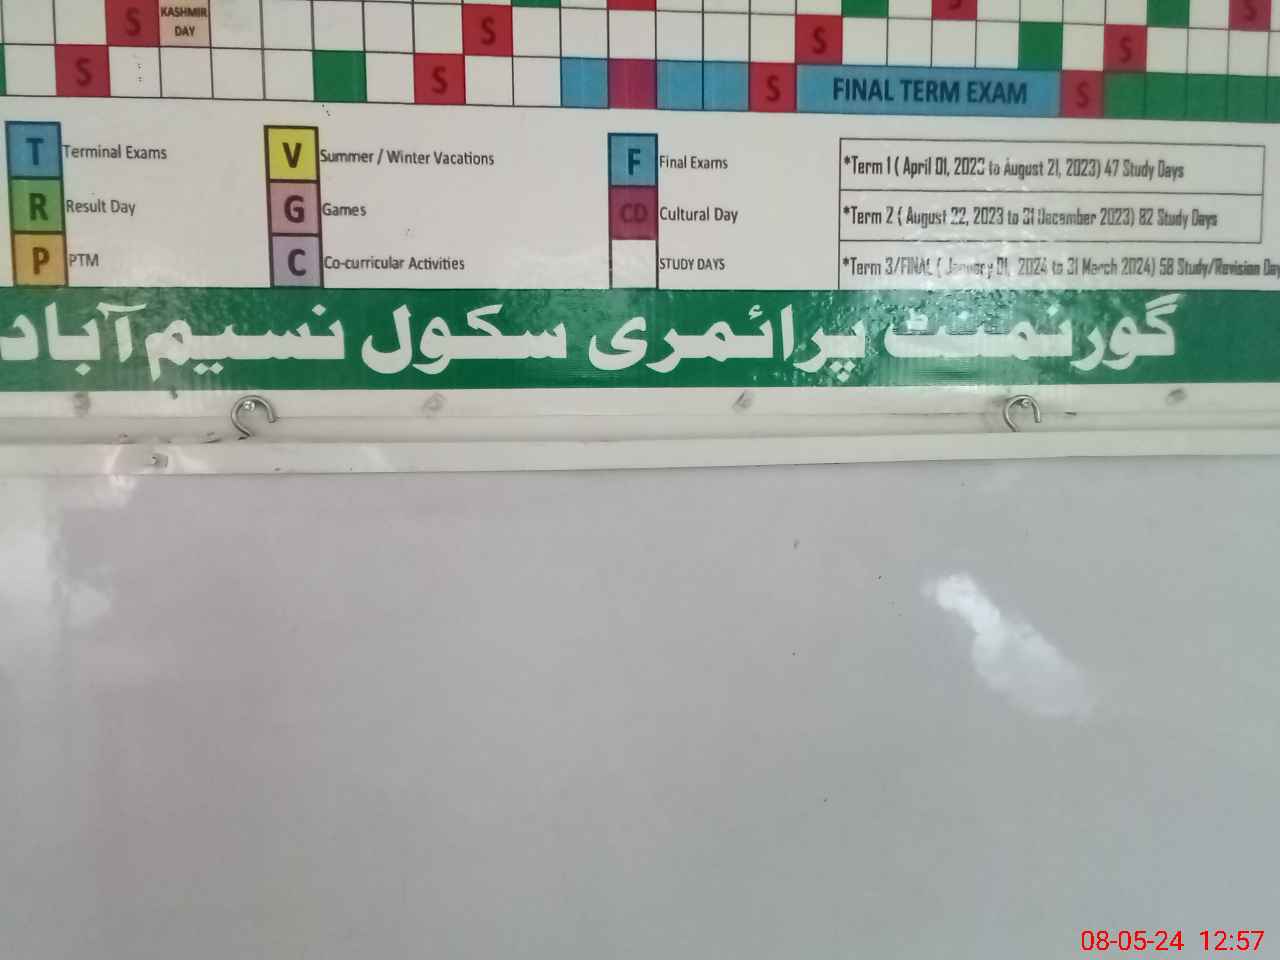 S
KASHMIR
DAY
S
S
S
S
S
S
S
S
S
FINAL TERM EXAM
S
T Terminal Exams
R Result Day
P PTM
V Summer / Winter Vacations
G Games
C Co-curricular Activities
F Final Exams
CD Cultural Day
STUDY DAYS
*Term 1 ( April 01, 2023 to August 21, 2023) 47 Study Days
*Term 2 ( August 22, 2023 to 31 December 2023) 82 Study Days
*Term 3/FINAL ( January 01, 2024 to 31 March 2024) 58 Study/Revision Day
گورنمنٹ پرائمری سکول نسیم آباد
08-05-24 12:57